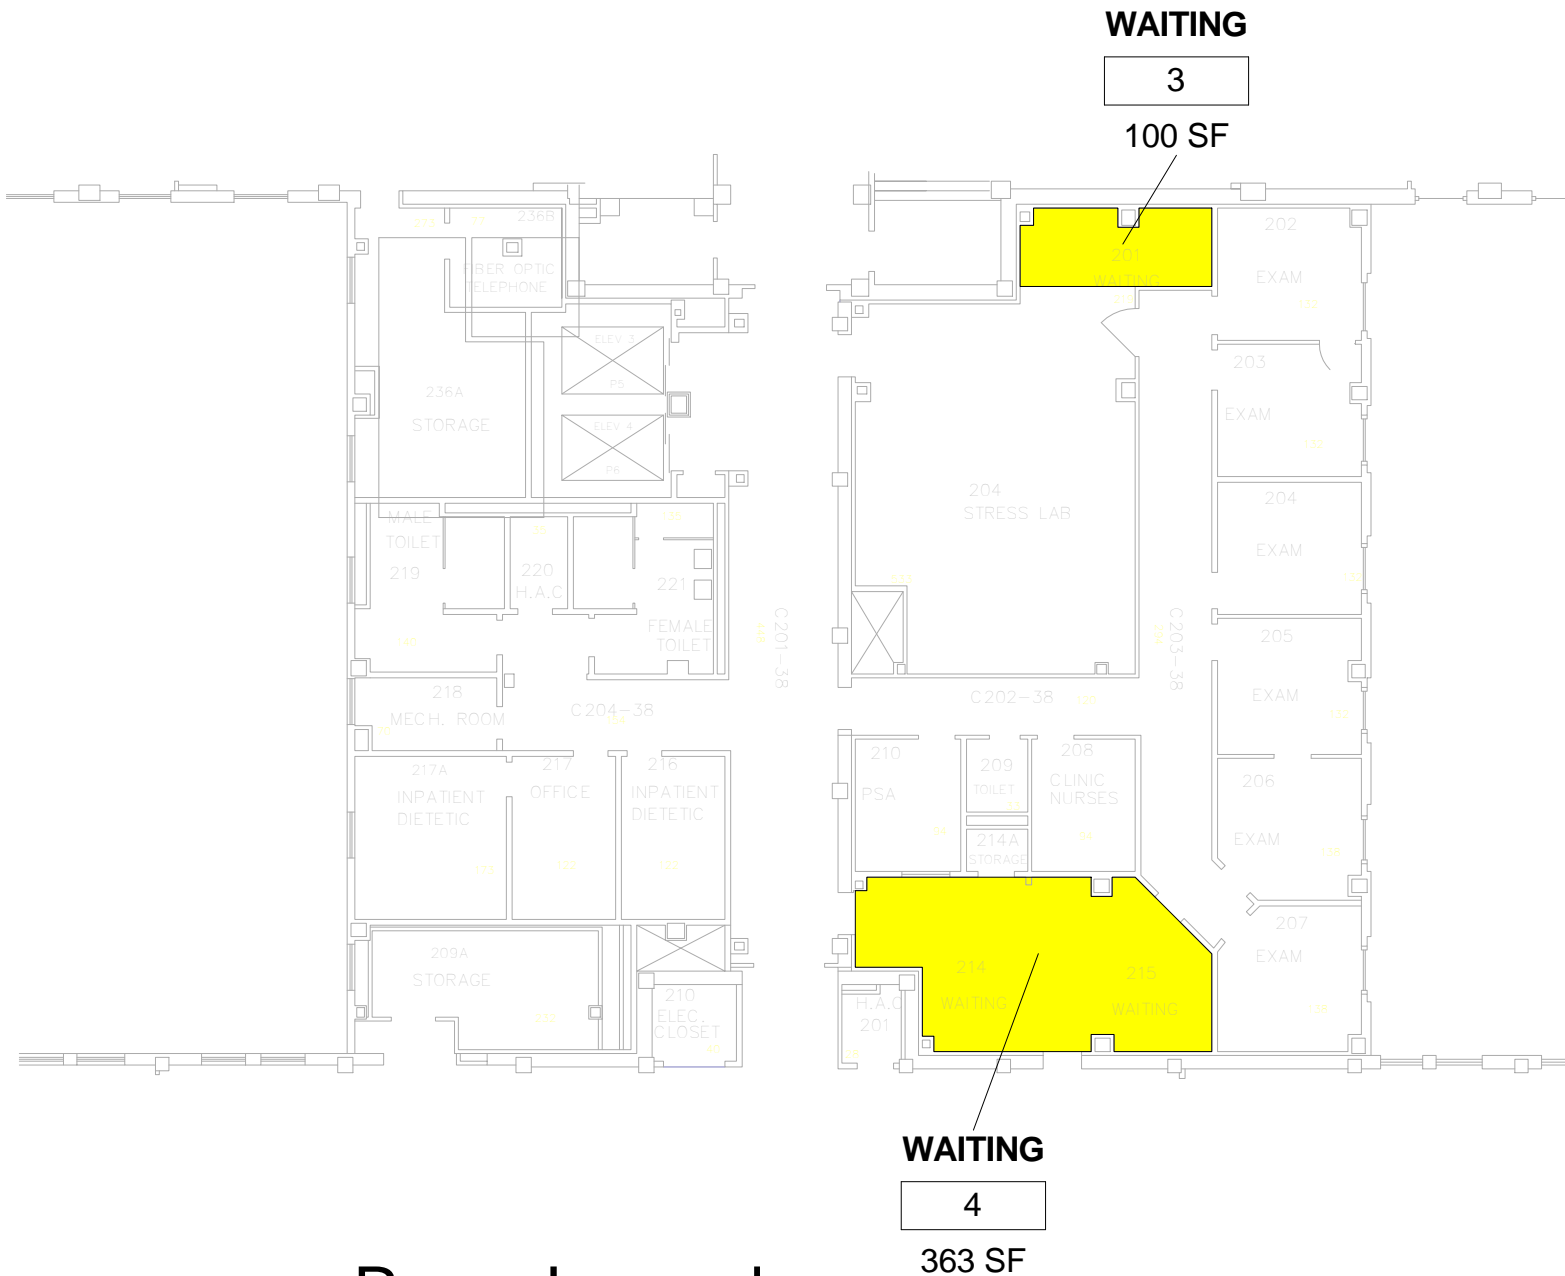 WAITING
3
100 SF
236B
FIBER OPTIC
TELEPHONE
201
WAITING
202
EXAM
ELEV 3
P5
203
EXAM
236A
STORAGE
ELEV 4
P6
204
STRESS LAB
204
EXAM
MALE
TOILET
219
220
H.A.C
221
FEMALE
TOILET
C201-38
C203-38
205
EXAM
218
MECH. ROOM
C204-38
C202-38
217A
INPATIENT
DIETETIC
217
OFFICE
216
INPATIENT
DIETETIC
210
PSA
209
TOILET
208
CLINIC
NURSES
214A
STORAGE
206
EXAM
209A
STORAGE
210
ELEC.
CLOSET
H.A.C
201
214
WAITING
215
WAITING
207
EXAM
WAITING
4
363 SF